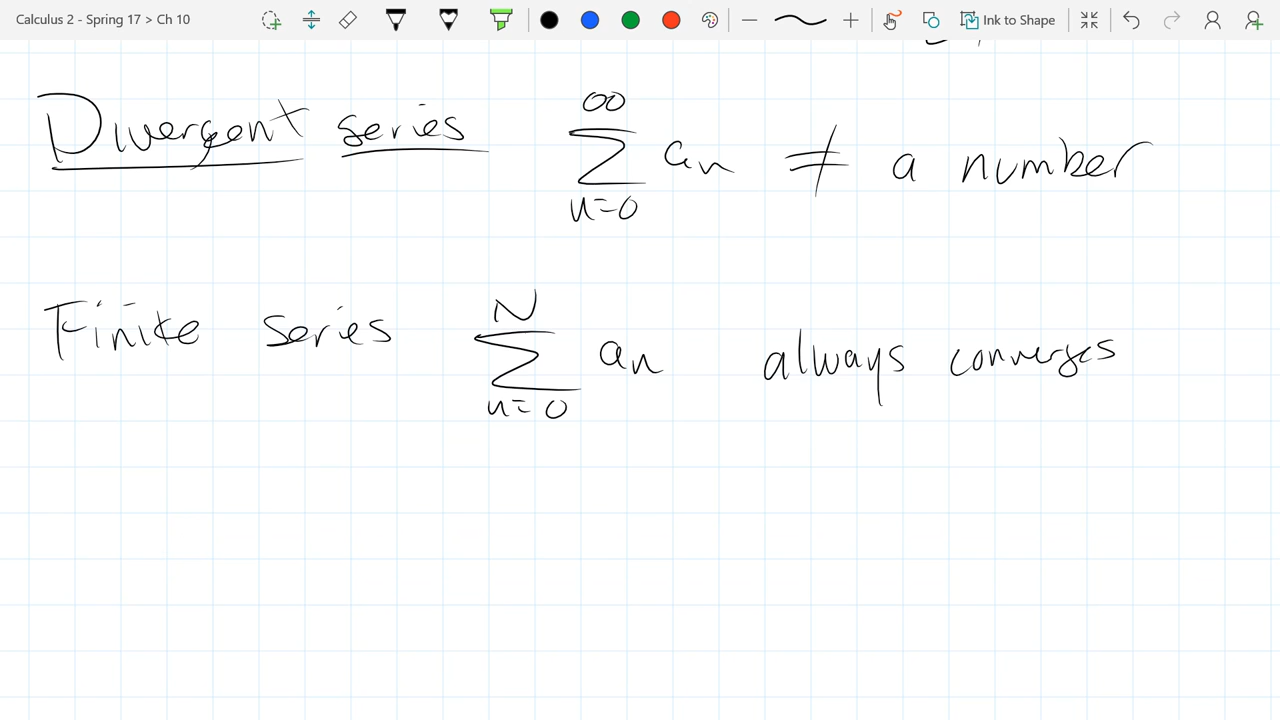 Calculus 2 - Spring 17 > Ch 10
Ink to Shape
Divergent series ∞ ∑ n=0 an ≠ a number
Finite series N ∑ n=0 an always converges